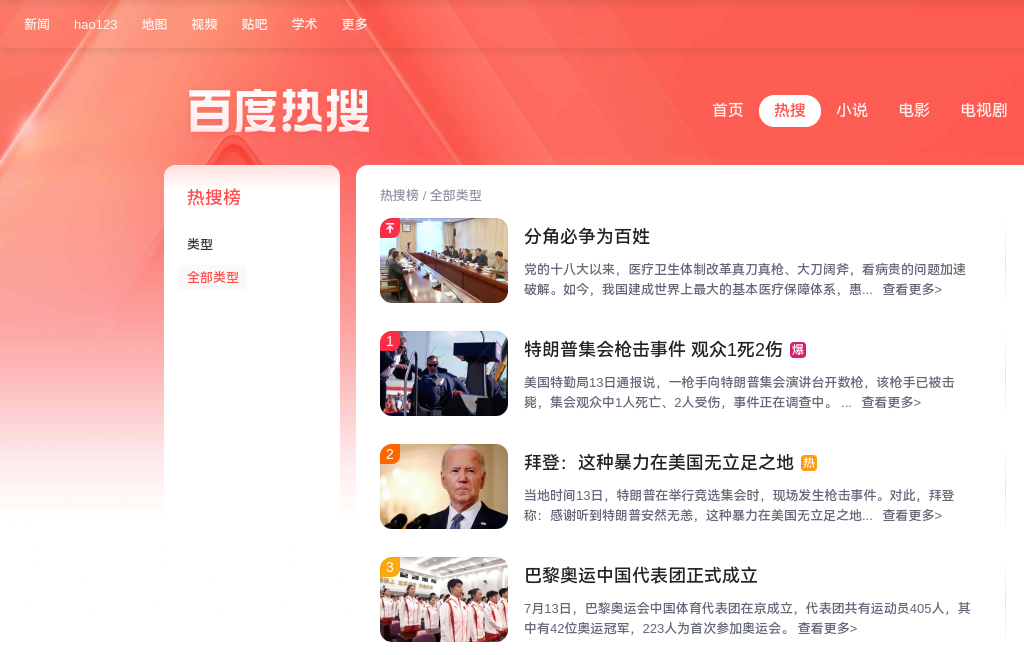 新闻 hao123 地图 视频 贴吧 学术 更多
百度热搜
首页 热搜 小说 电影 电视剧
热搜榜
类型
全部类型
热搜榜 / 全部类型
分角必争为百姓
党的十八大以来，医疗卫生体制改革真刀真枪、大刀阔斧，看病贵的问题加速
破解。如今，我国建成世界上最大的基本医疗保障体系，惠... 查看更多>
1
特朗普集会枪击事件 观众1死2伤 爆
美国特勤局13日通报说，一枪手向特朗普集会演讲台开数枪，该枪手已被击
毙，集会观众中1人死亡、2人受伤，事件正在调查中。 ... 查看更多>
2
拜登：这种暴力在美国无立足之地 热
当地时间13日，特朗普在举行竞选集会时，现场发生枪击事件。对此，拜登
称：感谢听到特朗普安然无恙，这种暴力在美国无立足之地... 查看更多>
3
巴黎奥运中国代表团正式成立
7月13日，巴黎奥运会中国体育代表团在京成立，代表团共有运动员405人，其
中有42位奥运冠军，223人为首次参加奥运会。 查看更多>